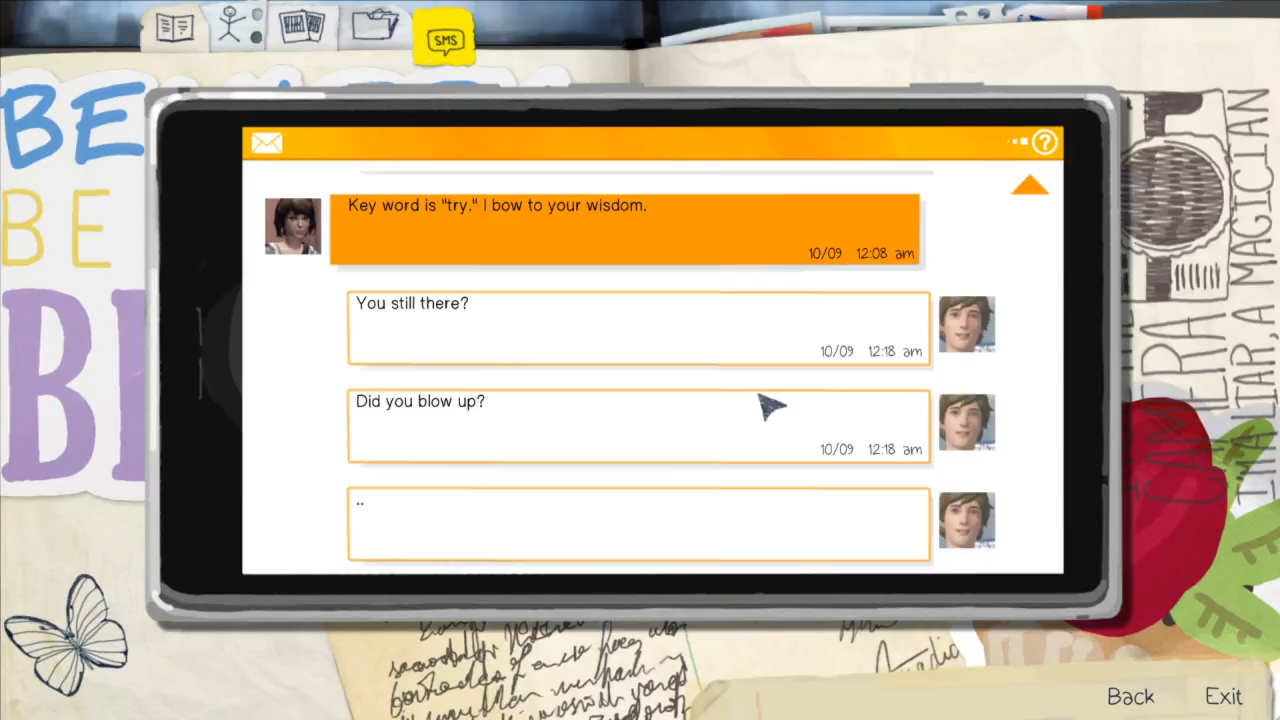 SMS
BE
BE
Key word is "try." I bow to your wisdom.
10/09 12:08 am
You still there?
10/09 12:18 am
Did you blow up?
10/09 12:18 am
..
CAMERA
LIAR, A MAGICIAN
Back
Exit